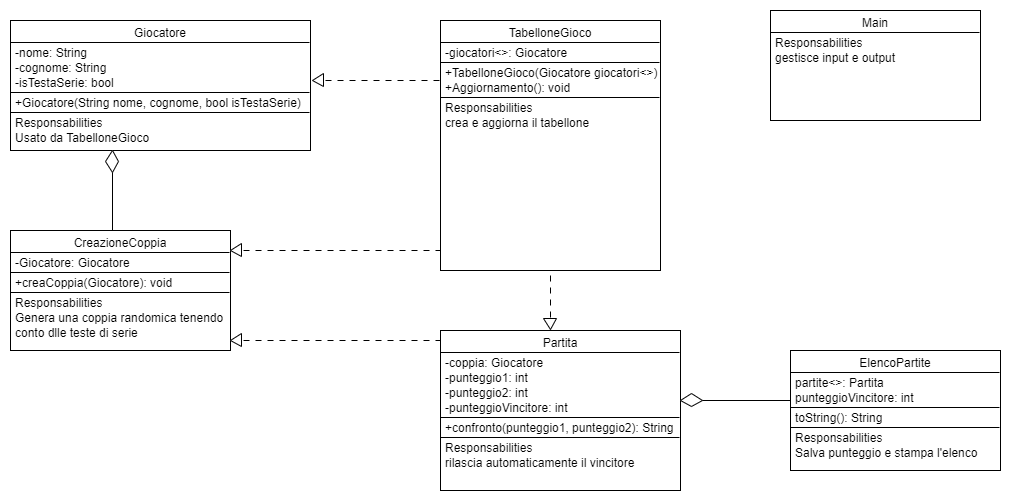 Giocatore
-nome: String
-cognome: String
-isTestaSerie: bool
+Giocatore(String nome, cognome, bool isTestaSerie)
Responsabilities
Usato da TabelloneGioco
TabelloneGioco
-giocatori<>: Giocatore
+TabelloneGioco(Giocatore giocatori<>)
+Aggiornamento(): void
Responsabilities
crea e aggiorna il tabellone
Main
Responsabilities
gestisce input e output
CreazioneCoppia
-Giocatore: Giocatore
+creaCoppia(Giocatore): void
Responsabilities
Genera una coppia randomica tenendo
conto dlle teste di serie
Partita
-coppia: Giocatore
-punteggio1: int
-punteggio2: int
-punteggioVincitore: int
+confronto(punteggio1, punteggio2): String
Responsabilities
rilascia automaticamente il vincitore
ElencoPartite
partite<>: Partita
punteggioVincitore: int
toString(): String
Responsabilities
Salva punteggio e stampa l'elenco